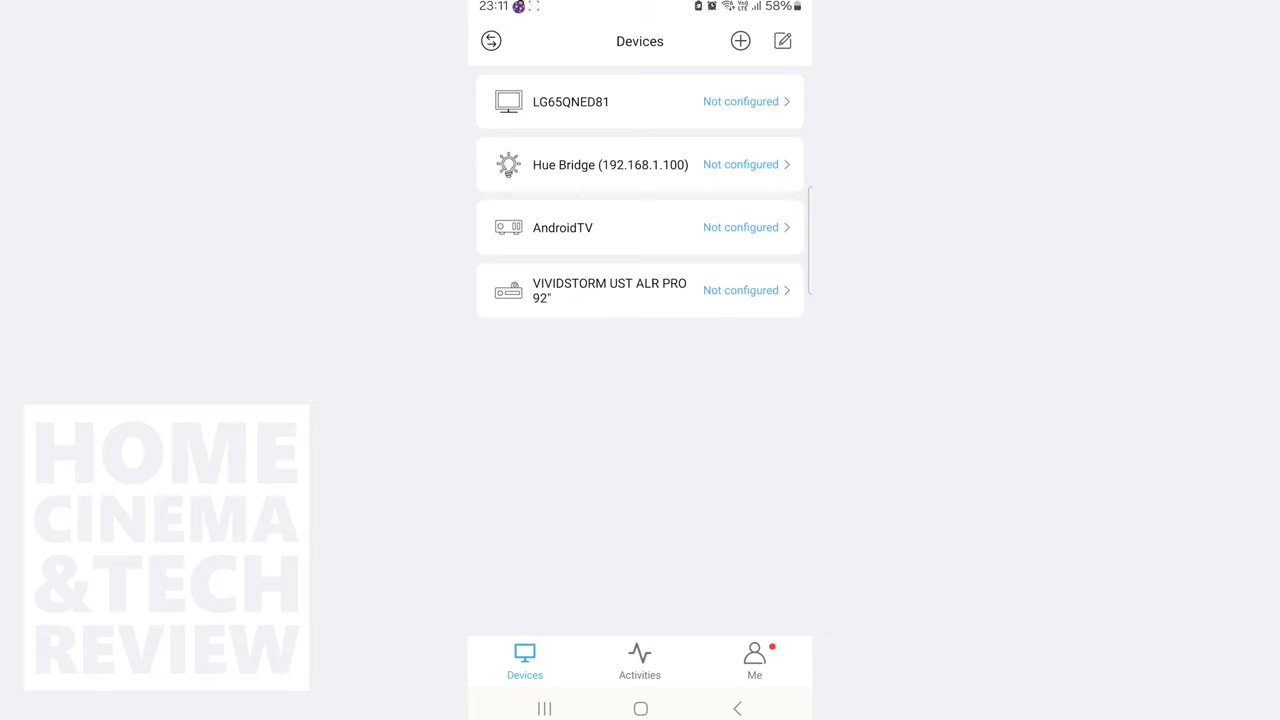 23:11 58%
Devices
LG65QNED81 Not configured
Hue Bridge (192.168.1.100) Not configured
AndroidTV Not configured
VIVIDSTORM UST ALR PRO
92" Not configured
HOME
CINEMA
&TECH
REVIEW
Devices Activities Me